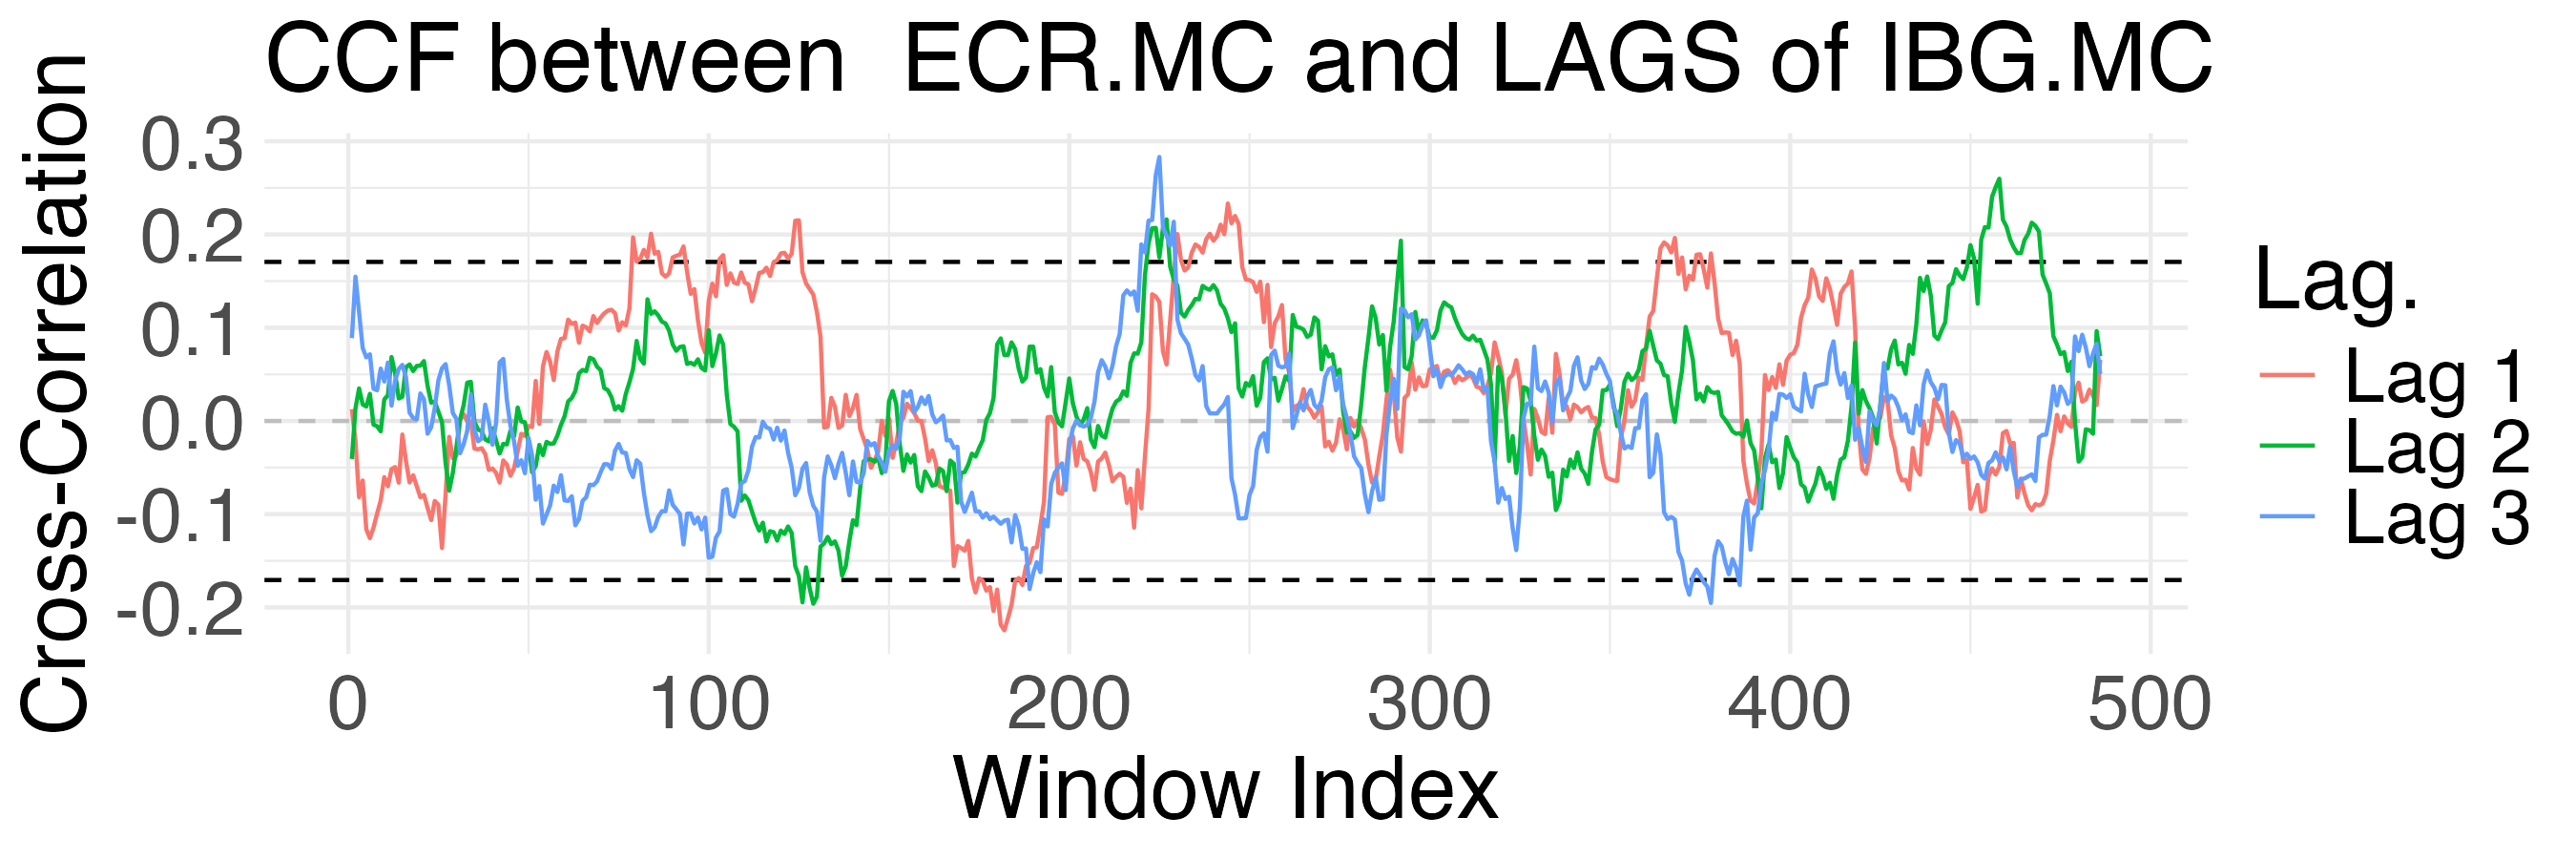 CCF between  ECR.MC and LAGS of IBG.MC
Cross-Correlation
0.3
0.2
0.1
0.0
-0.1
-0.2
0 100 200 300 400 500
Window Index
Lag.
Lag 1
Lag 2
Lag 3